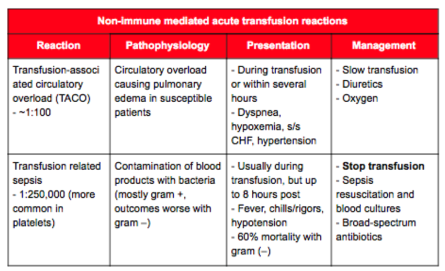 Non-immune mediated acute transfusion reactions
Reaction
Pathophysiology
Presentation
Management
Transfusion-associ
ated circulatory
overload (TACO)
- ~1:100
Circulatory overload
causing pulmonary
edema in susceptible
patients
- During transfusion
or within several
hours
- Dyspnea,
hypoxemia, s/s
CHF, hypertension
- Slow transfusion
- Diuretics
- Oxygen
Transfusion related
sepsis
- 1:250,000 (more
common in
platelets)
Contamination of blood
products with bacteria
(mostly gram +,
outcomes worse with
gram –)
- Usually during
transfusion, but up
to 8 hours post
- Fever, chills/rigors,
hypotension
- 60% mortality with
gram (–)
- Stop transfusion
- Sepsis
resuscitation and
blood cultures
- Broad-spectrum
antibiotics